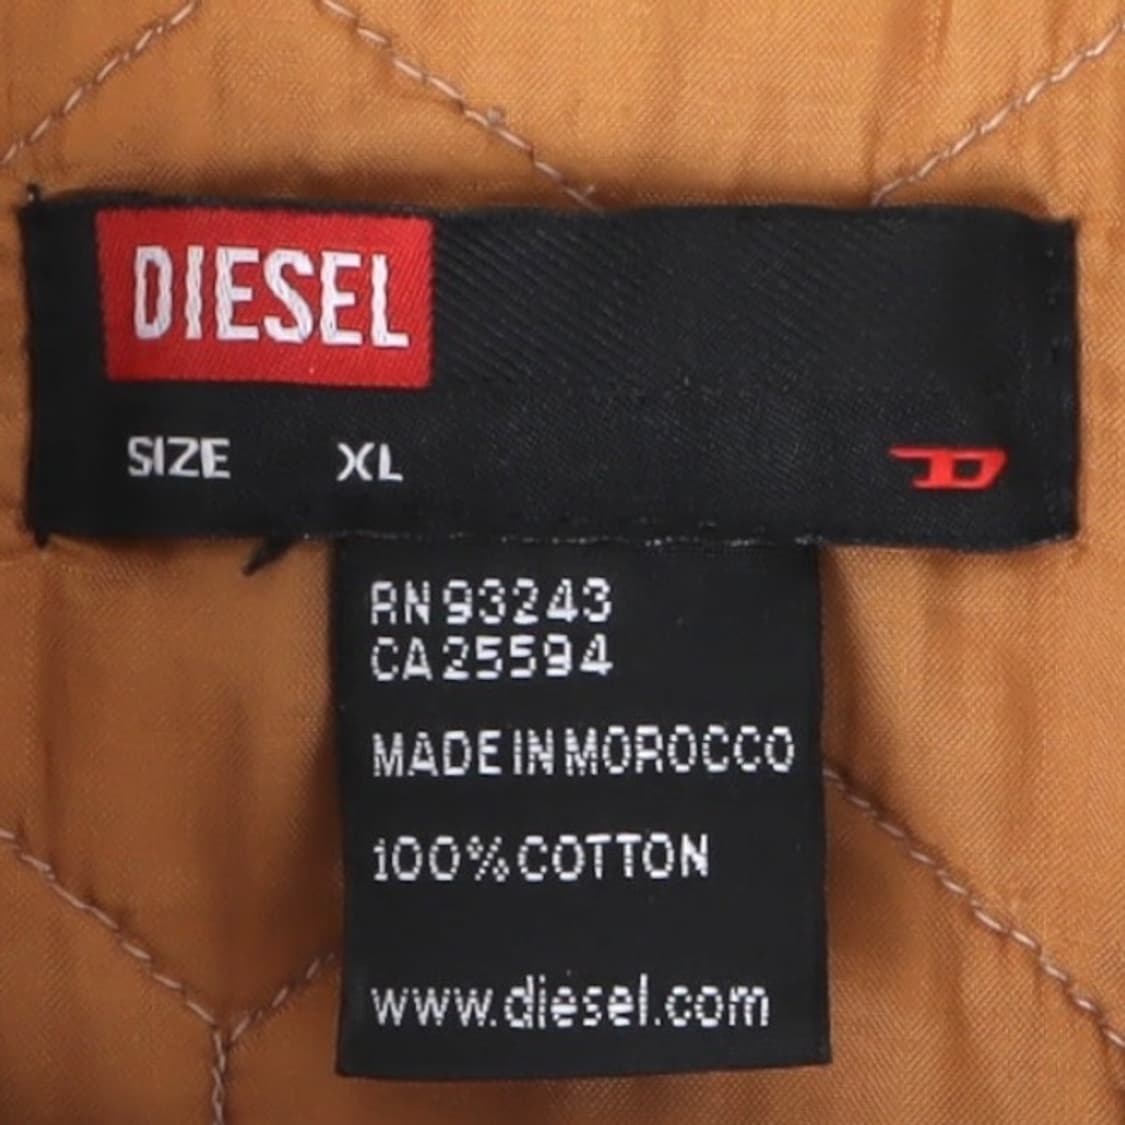 DIESEL
SIZE XL
RN 93243
CA 25594
MADE IN MOROCCO
100% COTTON
www.diesel.com